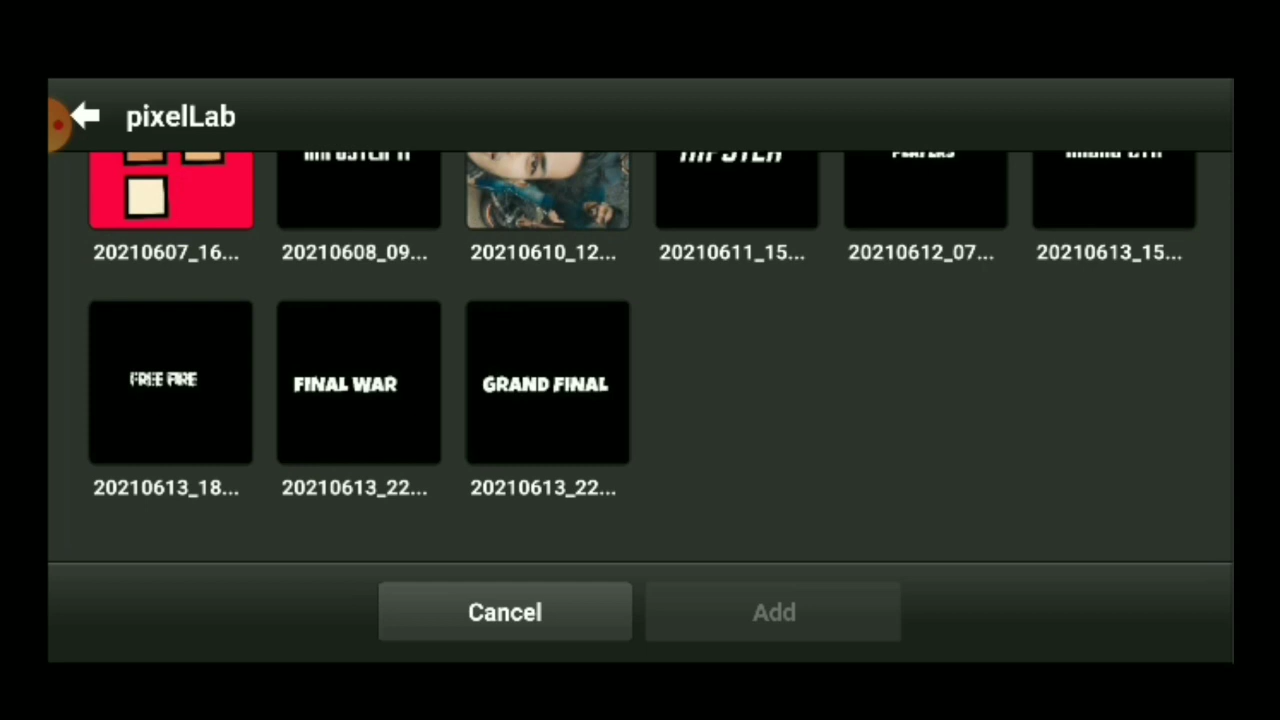 pixelLab
20210607_16...
20210608_09...
20210610_12...
20210611_15...
20210612_07...
20210613_15...
FREE FIRE
FINAL WAR
GRAND FINAL
20210613_18...
20210613_22...
20210613_22...
Cancel
Add